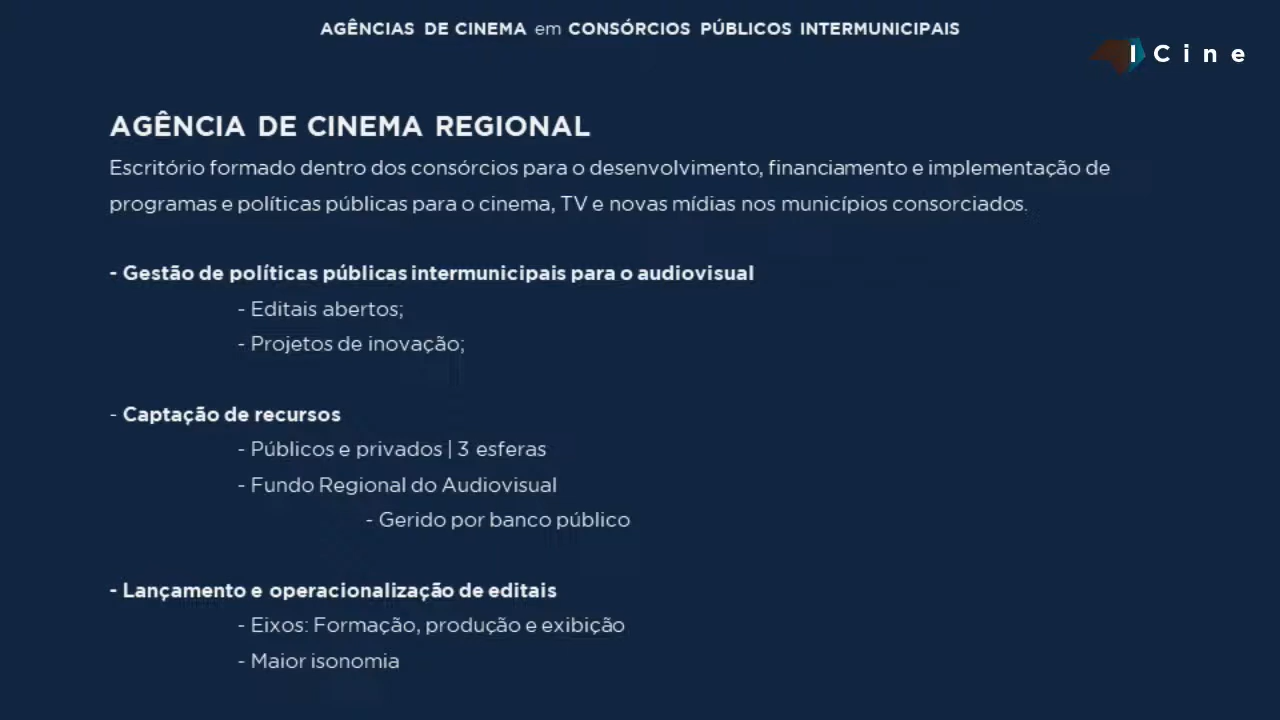 AGÊNCIAS DE CINEMA em CONSÓRCIOS PÚBLICOS INTERMUNICIPAIS
I Cine
AGÊNCIA DE CINEMA REGIONAL
Escritório formado dentro dos consórcios para o desenvolvimento, financiamento e implementação de
programas e políticas públicas para o cinema, TV e novas mídias nos municípios consorciados.
- Gestão de políticas públicas intermunicipais para o audiovisual
- Editais abertos;
- Projetos de inovação;
- Captação de recursos
- Públicos e privados | 3 esferas
- Fundo Regional do Audiovisual
- Gerido por banco público
- Lançamento e operacionalização de editais
- Eixos: Formação, produção e exibição
- Maior isonomia